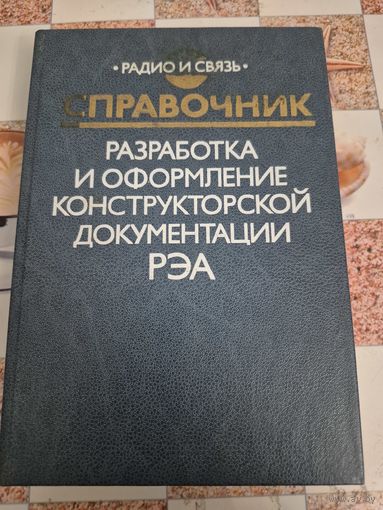 • РАДИО И СВЯЗЬ •
СПРАВОЧНИК
РАЗРАБОТКА
И ОФОРМЛЕНИЕ
КОНСТРУКТОРСКОЙ
ДОКУМЕНТАЦИИ
РЭА